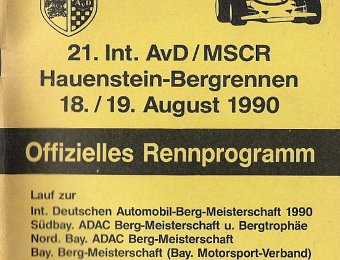 AvD
21. Int. AvD/MSCR
Hauenstein-Bergrennen
18./19. August 1990
Offizielles Rennprogramm
Lauf zur
Int. Deutschen Automobil-Berg-Meisterschaft 1990
Südbay. ADAC Berg-Meisterschaft u. Bergtrophäe
Nord. Bay. ADAC Berg-Meisterschaft
Bay. Berg-Meisterschaft (Bay. Motorsport-Verband)